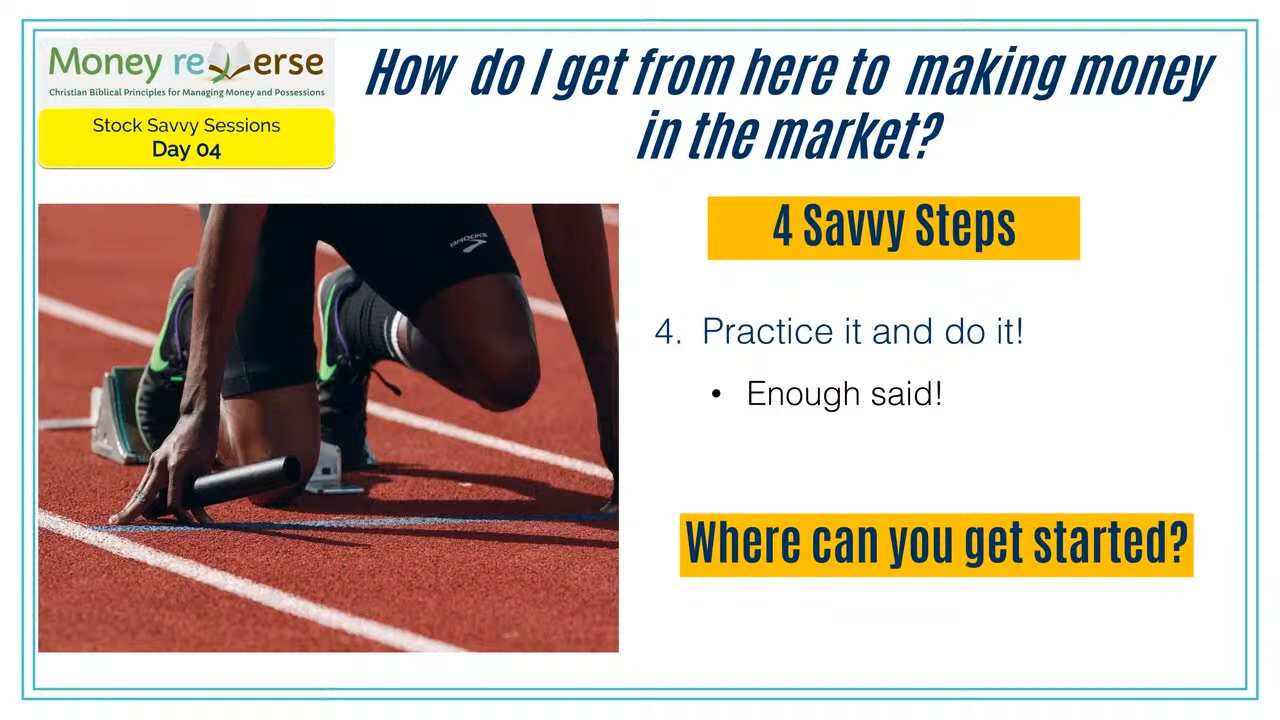 Money re erse
Christian Biblical Principles for Managing Money and Possessions
Stock Savvy Sessions
Day 04
How do I get from here to making money
in the market?
4 Savvy Steps
BROOKS
4. Practice it and do it!
• Enough said!
Where can you get started?